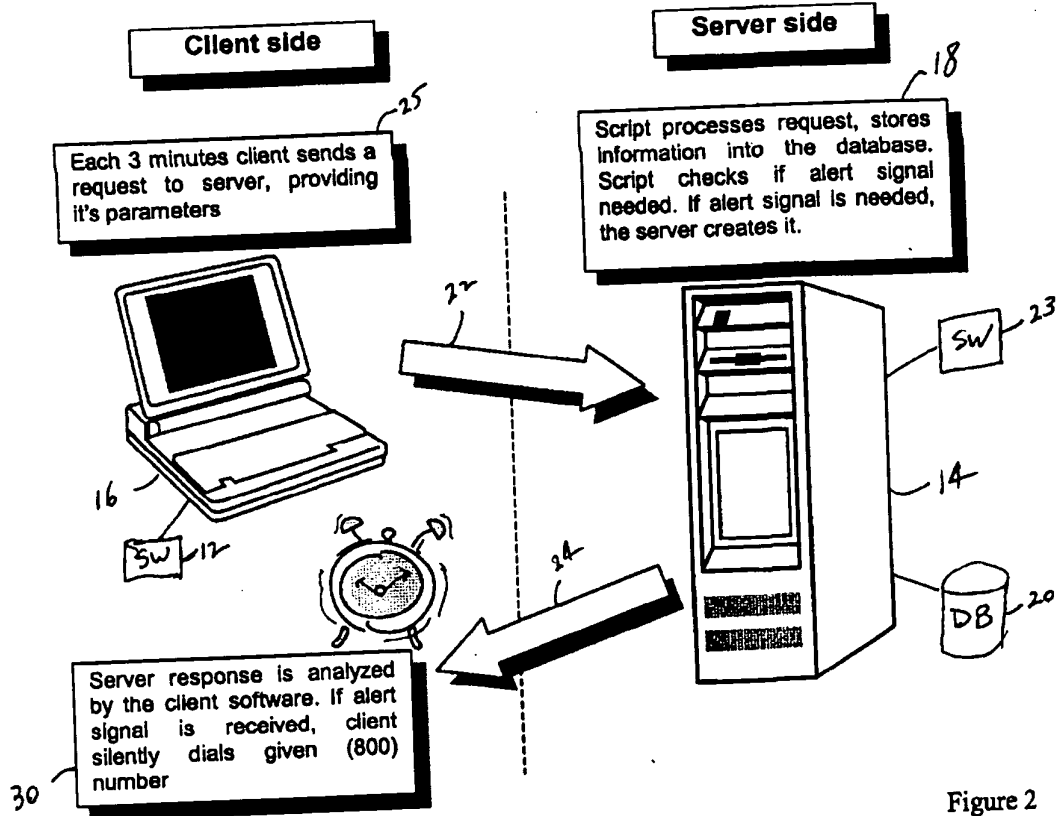 Client side
Server side
18
25
Each 3 minutes client sends a
request to server, providing
it's parameters
Script processes request, stores
information into the database.
Script checks if alert signal
needed. If alert signal is needed,
the server creates it.
22
SW
23
16
SW
12
14
24
DB
20
Server response is analyzed
by the client software. If alert
signal is received, client
silently dials given (800)
number
30
Figure 2